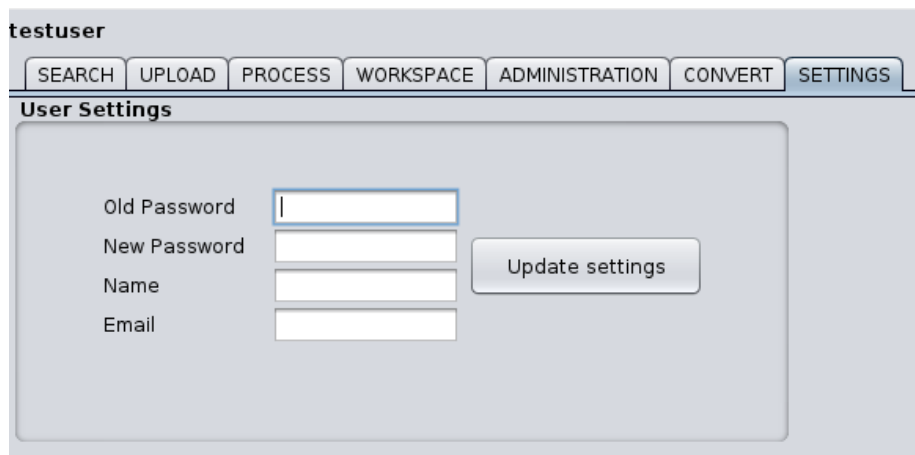 testuser
SEARCH UPLOAD PROCESS WORKSPACE ADMINISTRATION CONVERT SETTINGS
User Settings
Old Password
New Password
Update settings
Name
Email